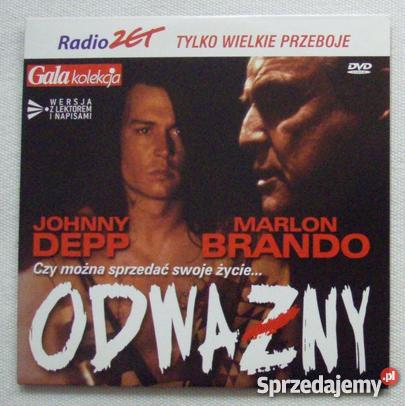 Radio ZET TYLKO WIELKIE PRZEBOJE
Gala kolekcja
DVD
WERSJA
Z LEKTOREM
I NAPISAMI
JOHNNY
DEPP
MARLON
BRANDO
Czy można sprzedać swoje życie...
ODWAŻNY
Sprzedajemy.pl